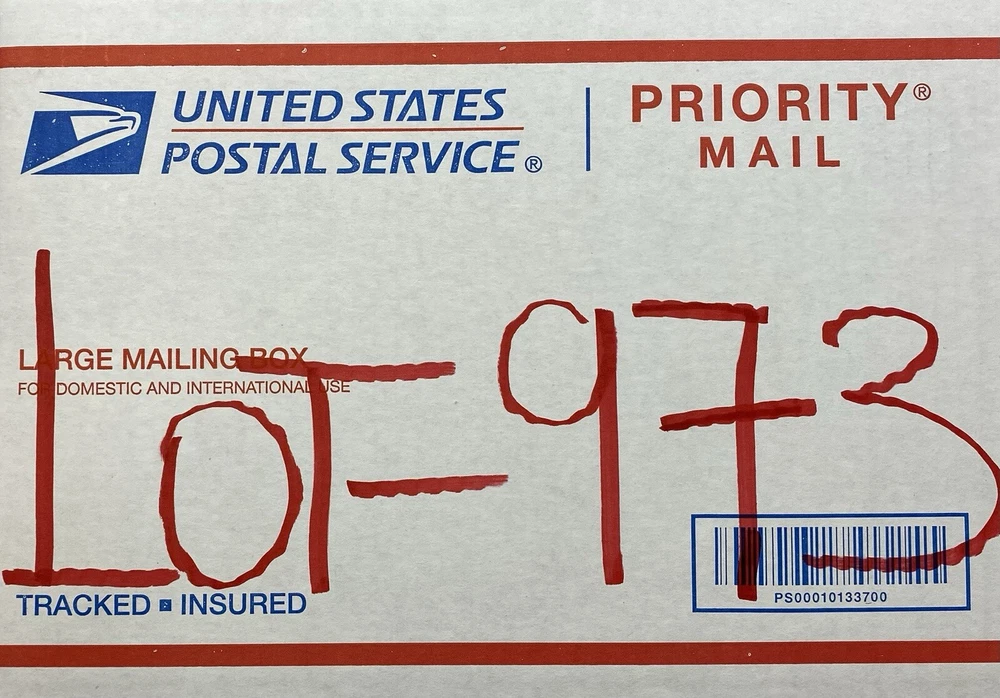 UNITED STATES
POSTAL SERVICE®
PRIORITY®
MAIL
LARGE MAILING BOX
FOR DOMESTIC AND INTERNATIONAL USE
LoT-973
TRACKED ▪ INSURED
PS00010133700